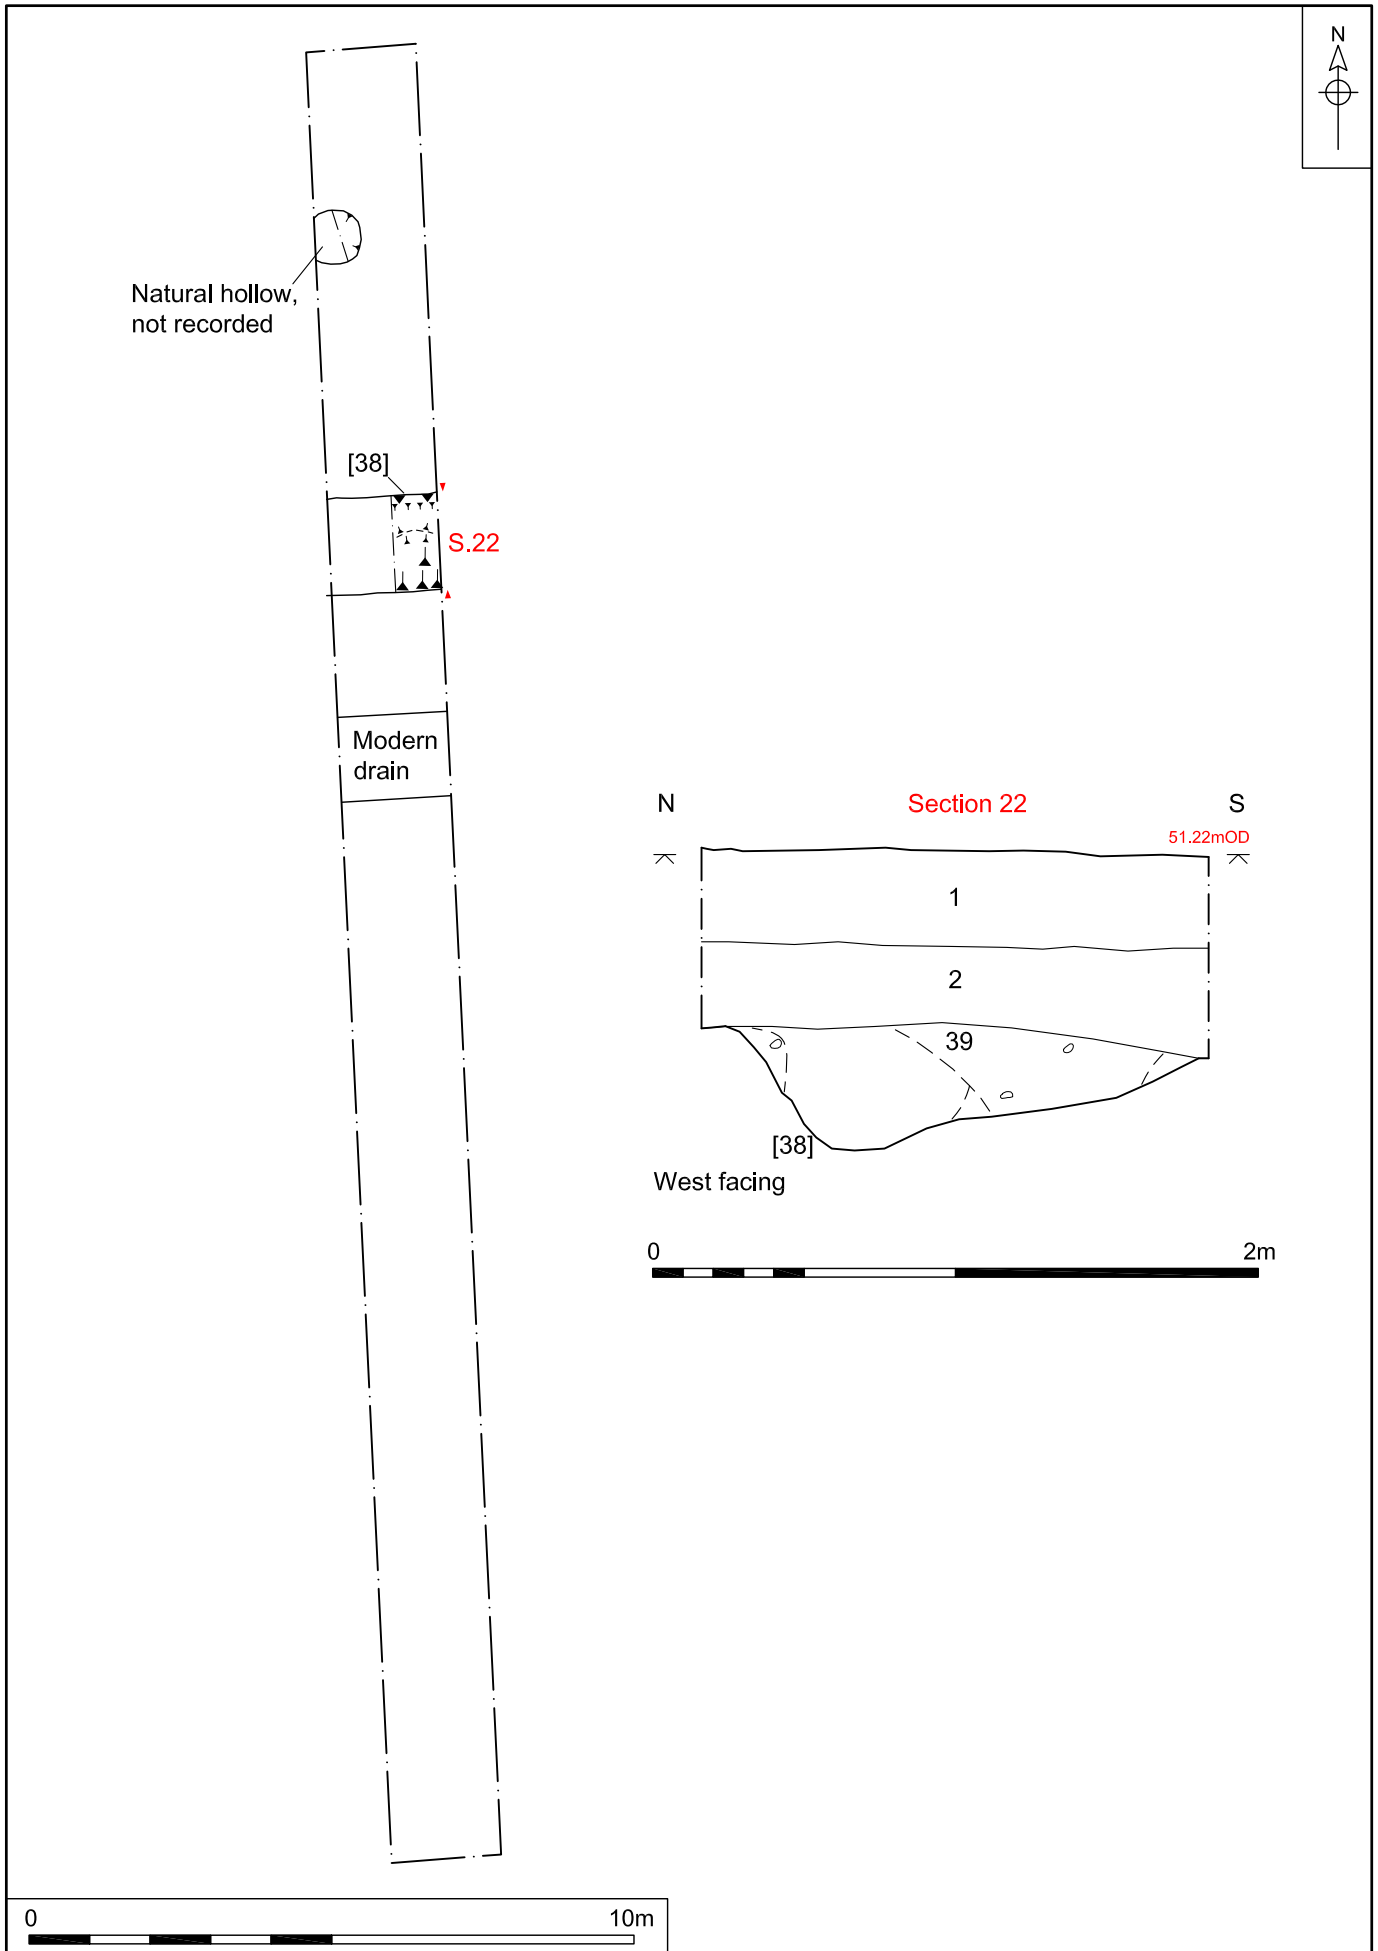 N
Natural hollow,
not recorded
[38]
S.22
Modern
drain
N
Section 22
S
51.22mOD
1
2
39
[38]
West facing
0
2m
0
10m